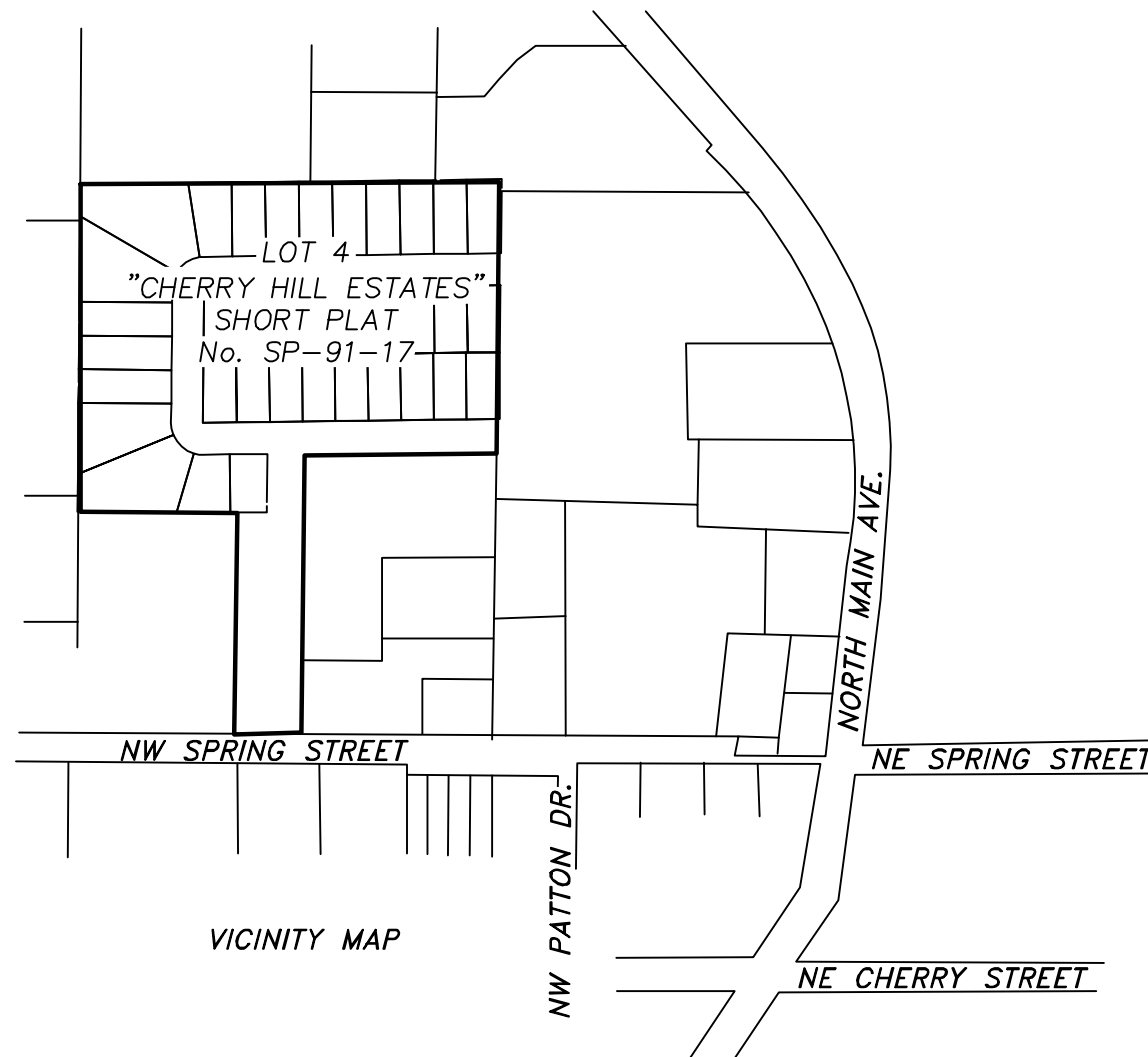 LOT 4
"CHERRY HILL ESTATES"
SHORT PLAT
No. SP-91-17
NORTH MAIN AVE.
NW SPRING STREET
NE SPRING STREET
NW PATTON DR.
VICINITY MAP
NE CHERRY STREET